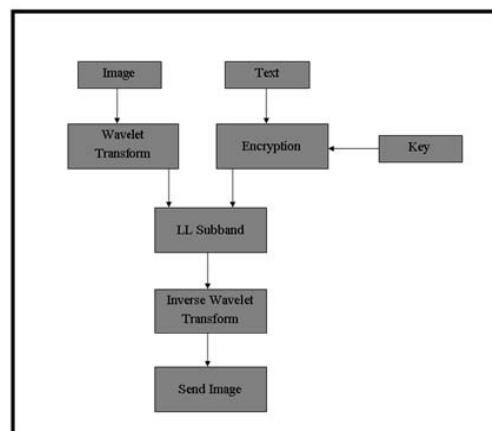 Image
Text
Wavelet
Transform
Encryption
Key
LL Subband
Inverse Wavelet
Transform
Send Image